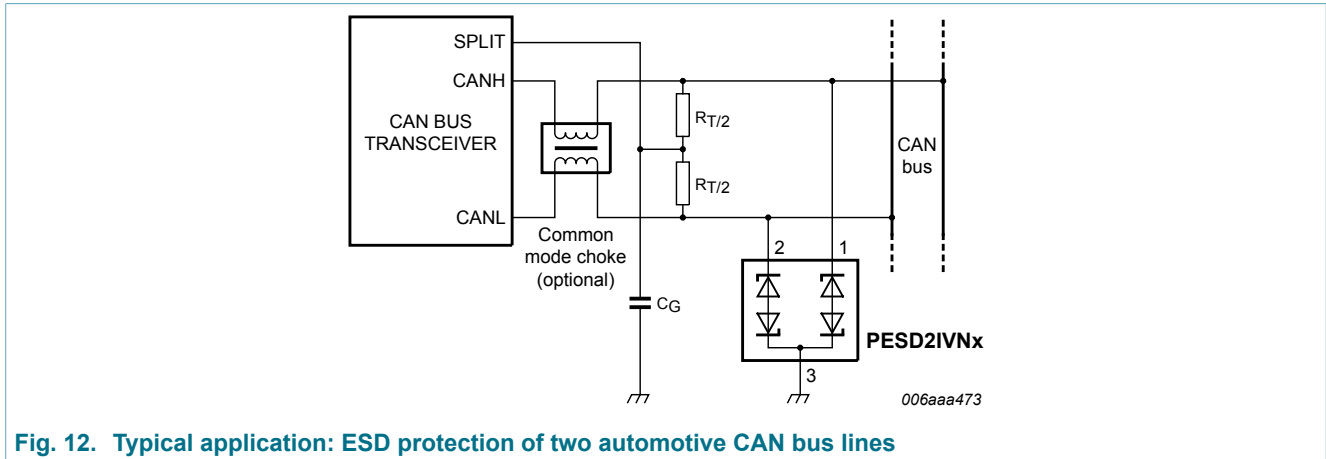 SPLIT
CANH
CAN BUS
TRANSCEIVER
CANL
Common
mode choke
(optional)
RT/2
RT/2
CG
CAN
bus
2
1
PESD2IVNx
3
006aaa473
Fig. 12. Typical application: ESD protection of two automotive CAN bus lines